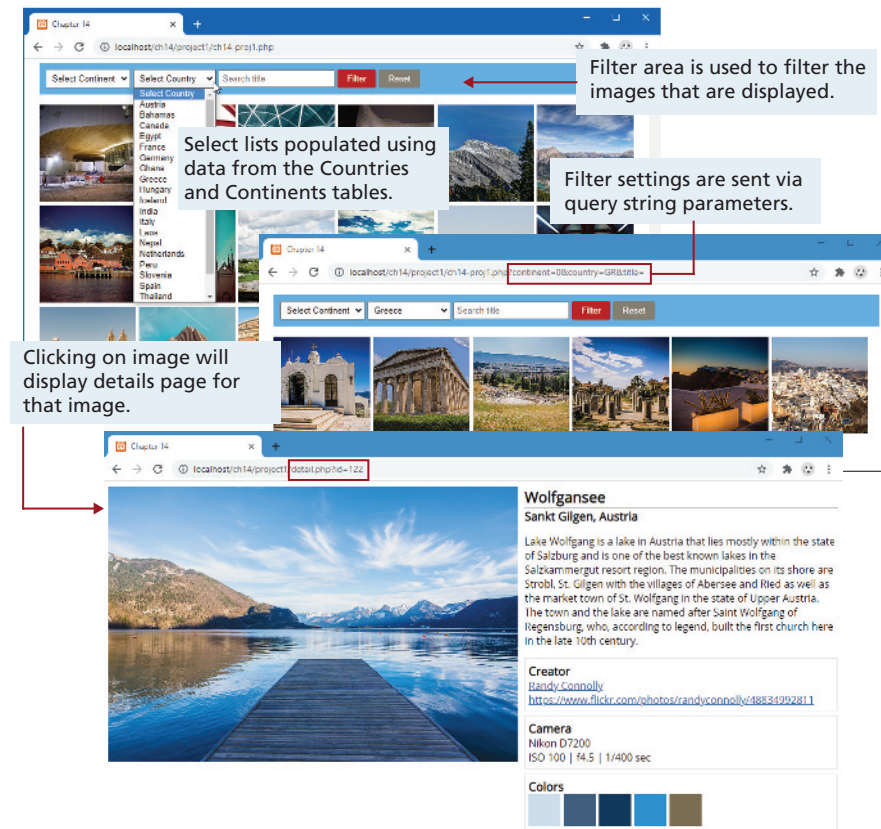 Chapter 14
localhost/ch14/project1/ch14-proj1.php
Select Continent
Select Country
Search title
Filter
Reset
Filter area is used to filter the
images that are displayed.
Select Country
Austria
Bahamas
Canada
Egypt
France
Germany
Ghana
Greece
Hungary
Iceland
India
Italy
Laos
Nepal
Netherlands
Peru
Slovenia
Spain
Thailand
Select lists populated using
data from the Countries
and Continents tables.
Filter settings are sent via
query string parameters.
Chapter 14
localhost/ch14/project1/ch14-proj1.php?continent=0&country=GR&title=
Select Continent
Greece
Search title
Filter
Reset
Clicking on image will
display details page for
that image.
Chapter 14
localhost/ch14/project1/detail.php?id=122
Wolfgansee
Sankt Gilgen, Austria
Lake Wolfgang is a lake in Austria that lies mostly within the state
of Salzburg and is one of the best known lakes in the
Salzkammergut resort region. The municipalities on its shore are
Strobl, St. Gilgen with the villages of Abersee and Ried as well as
the market town of St. Wolfgang in the state of Upper Austria.
The town and the lake are named after Saint Wolfgang of
Regensburg, who, according to legend, built the first church here
in the late 10th century.
Creator
Randy Connolly
https://www.flickr.com/photos/randyconnolly/48834992811
Camera
Nikon D7200
ISO 100 | f4.5 | 1/400 sec
Colors